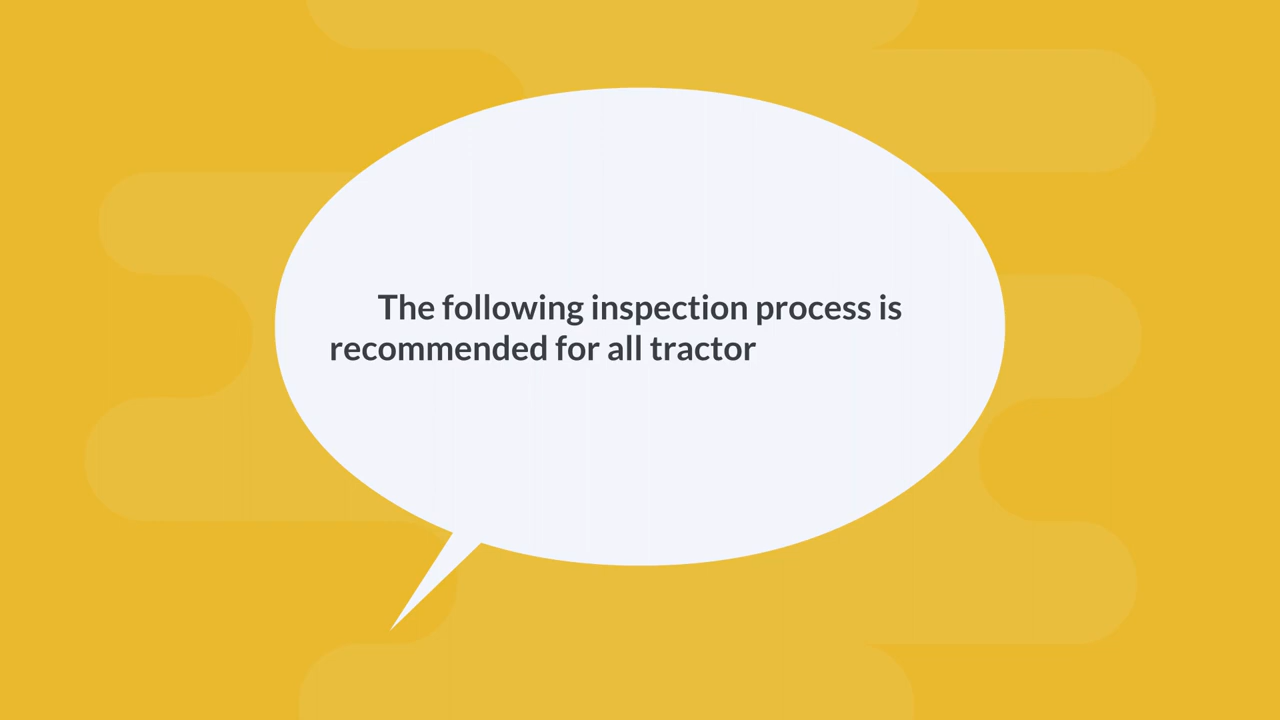 The following inspection process is
recommended for all tractor